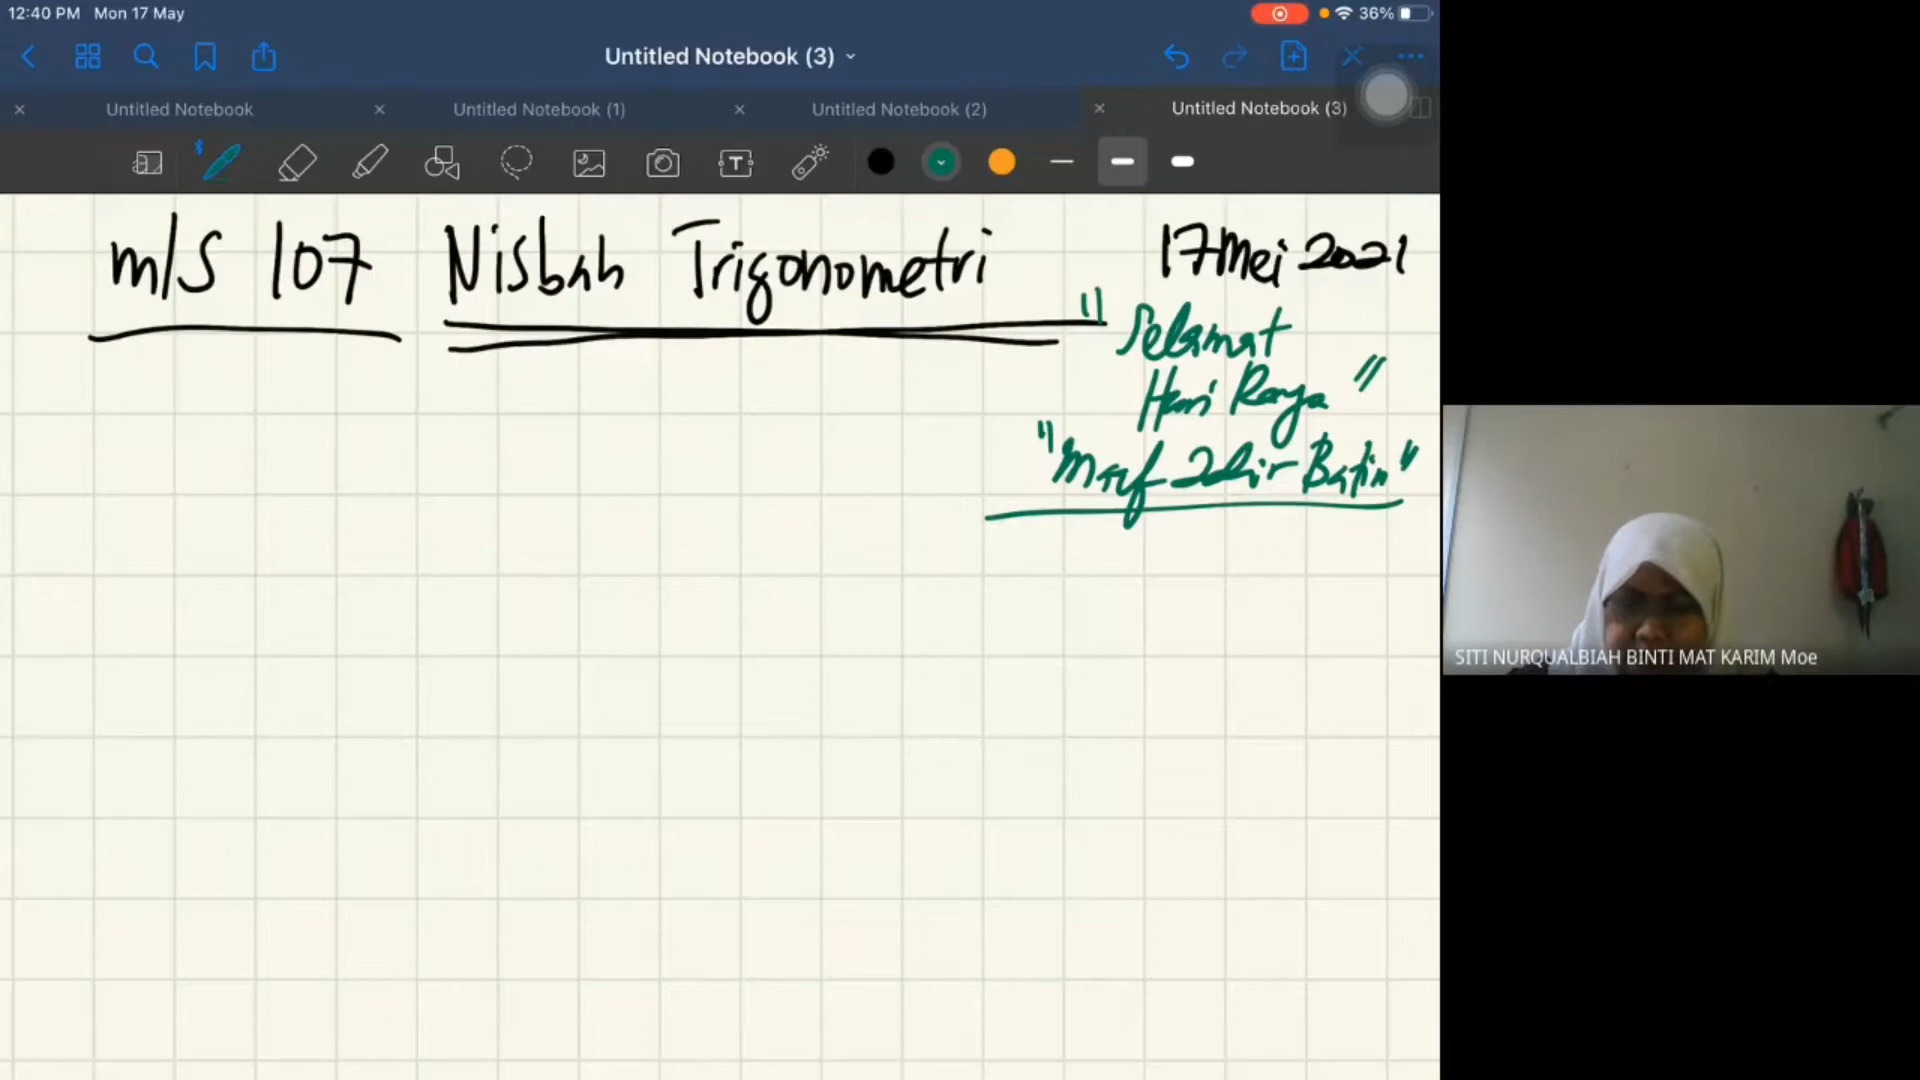 12:40 PM Mon 17 May
36%
Untitled Notebook (3)
Untitled Notebook
Untitled Notebook (1)
Untitled Notebook (2)
Untitled Notebook (3)
T
m/s 107 Nisbah Trigonometri
17 Mei 2021
"Selamat
Hari Raya"
"Maaf Zahir Batin"
SITI NURQUALBIAH BINTI MAT KARIM Moe